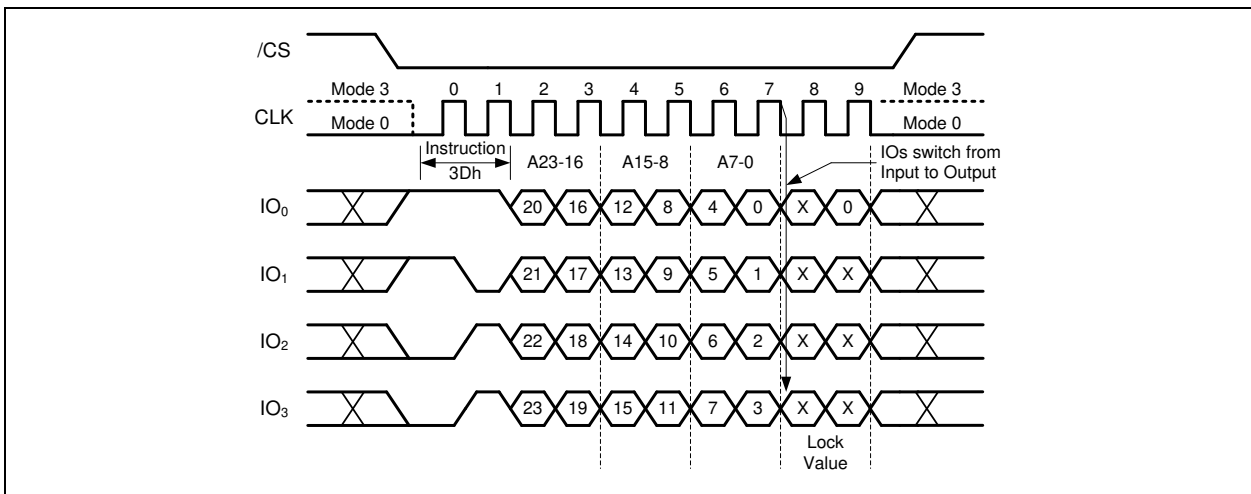 /CS
Mode 3 0 1 2 3 4 5 6 7 8 9 Mode 3
CLK
Mode 0 Mode 0
Instruction
3Dh
A23-16 A15-8 A7-0
IOs switch from
Input to Output
IO₀ 20 16 12 8 4 0 X 0
IO₁ 21 17 13 9 5 1 X X
IO₂ 22 18 14 10 6 2 X X
IO₃ 23 19 15 11 7 3 X X
Lock
Value